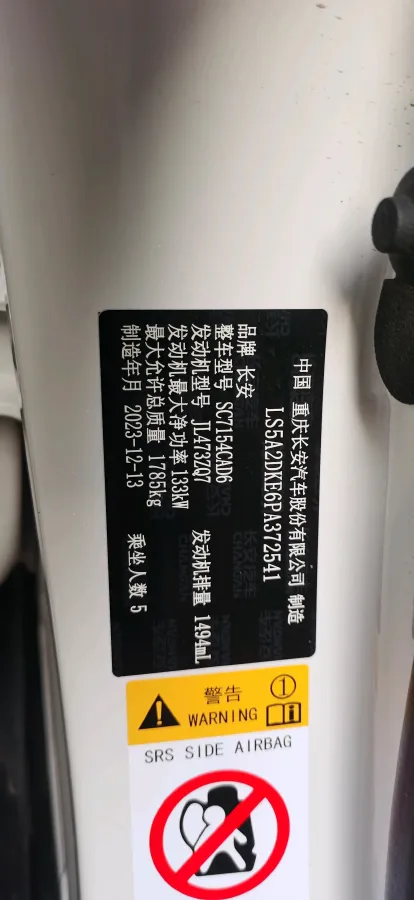 中国 重庆长安汽车股份有限公司 制造
LS5A2DKE6PA372541
品牌 长安
整车型号 SC7154CAD6
发动机型号 JL473ZQ7 发动机排量 1494mL
发动机最大净功率 133kW
最大允许总质量 1785kg
制造年月 2023-12-13 乘坐人数 5
警告 ①
WARNING
SRS SIDE AIRBAG